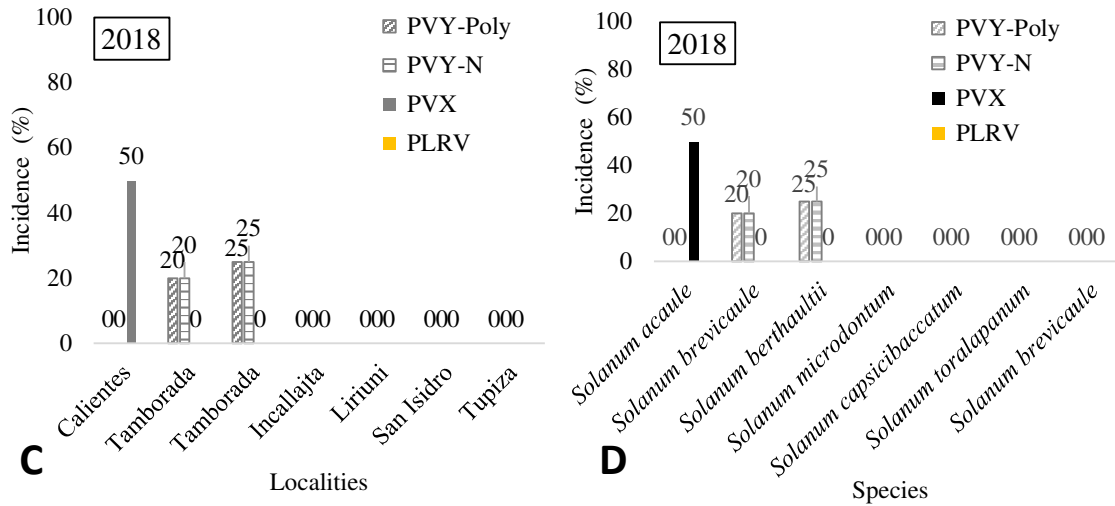 2018
Incidence (%)
100
80
60
40
20
0
PVY-Poly
PVY-N
PVX
PLRV
00
50
20
20
0
25
25
0
000
000
000
000
Calientes
Tamborada
Tamborada
Incallajta
Liriuni
San Isidro
Tupiza
C
Localities
2018
Incidence (%)
100
80
60
40
20
0
PVY-Poly
PVY-N
PVX
PLRV
00
50
20
20
0
25
25
0
000
000
000
000
Solanum acaule
Solanum brevicaule
Solanum berthaultii
Solanum microdontum
Solanum capsicibaccatum
Solanum toralapanum
Solanum brevicaule
D
Species